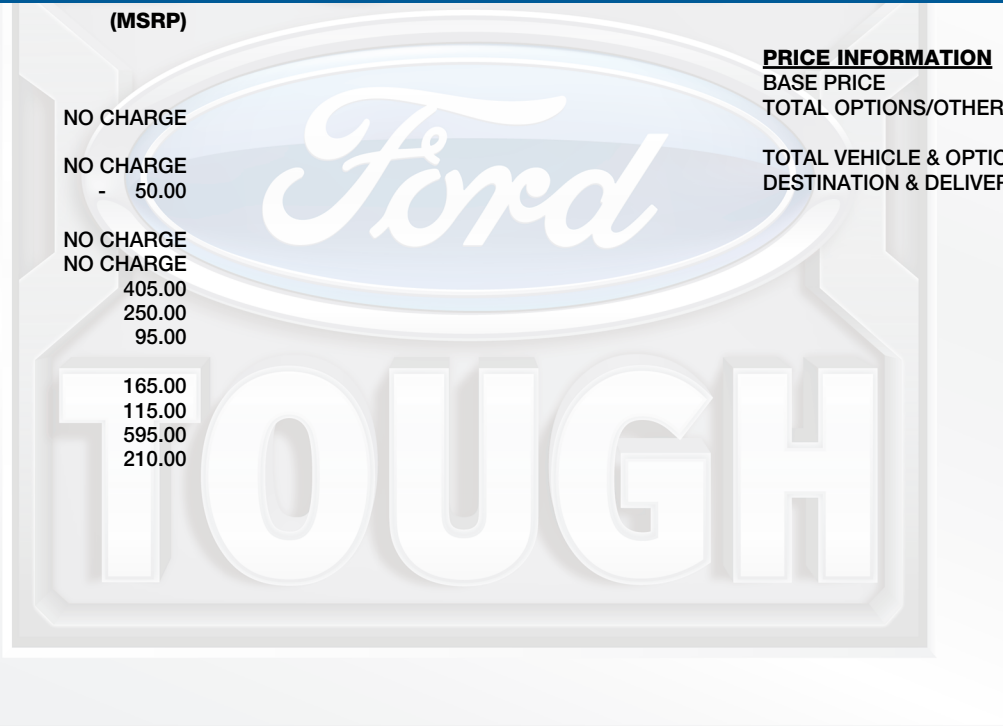 (MSRP)
NO CHARGE
NO CHARGE
- 50.00
NO CHARGE
NO CHARGE
405.00
250.00
95.00
165.00
115.00
595.00
210.00
PRICE INFORMATION
BASE PRICE
TOTAL OPTIONS/OTHER
TOTAL VEHICLE & OPTIO
DESTINATION & DELIVER
Ford
TOUGH